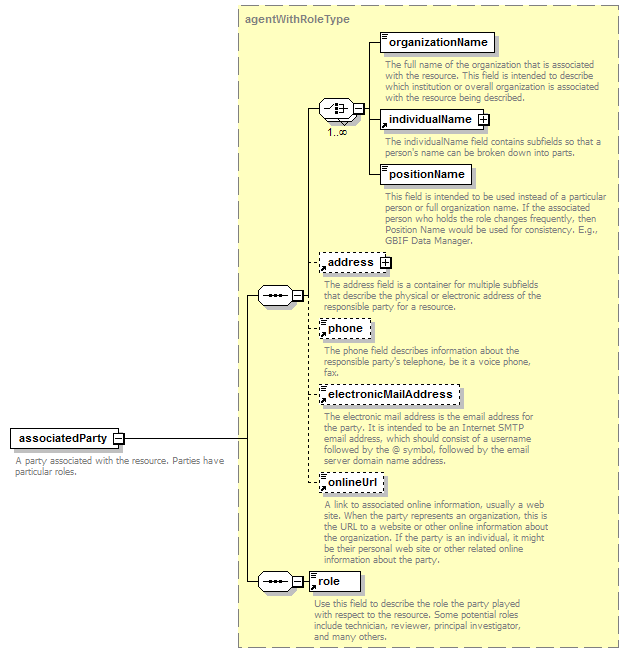 agentWithRoleType
organizationName
The full name of the organization that is associated
with the resource. This field is intended to describe
which institution or overall organization is associated
with the resource being described.
1..∞
individualName
The individualName field contains subfields so that a
person's name can be broken down into parts.
positionName
This field is intended to be used instead of a particular
person or full organization name. If the associated
person who holds the role changes frequently, then
Position Name would be used for consistency. E.g.,
GBIF Data Manager.
address
The address field is a container for multiple subfields
that describe the physical or electronic address of the
responsible party for a resource.
phone
The phone field describes information about the
responsible party's telephone, be it a voice phone,
fax.
electronicMailAddress
The electronic mail address is the email address for
the party. It is intended to be an Internet SMTP
email address, which should consist of a username
followed by the @ symbol, followed by the email
server domain name address.
associatedParty
A party associated with the resource. Parties have
particular roles.
onlineUrl
A link to associated online information, usually a web
site. When the party represents an organization, this is
the URL to a website or other online information about
the organization. If the party is an individual, it might
be their personal web site or other related online
information about the party.
role
Use this field to describe the role the party played
with respect to the resource. Some potential roles
include technician, reviewer, principal investigator,
and many others.